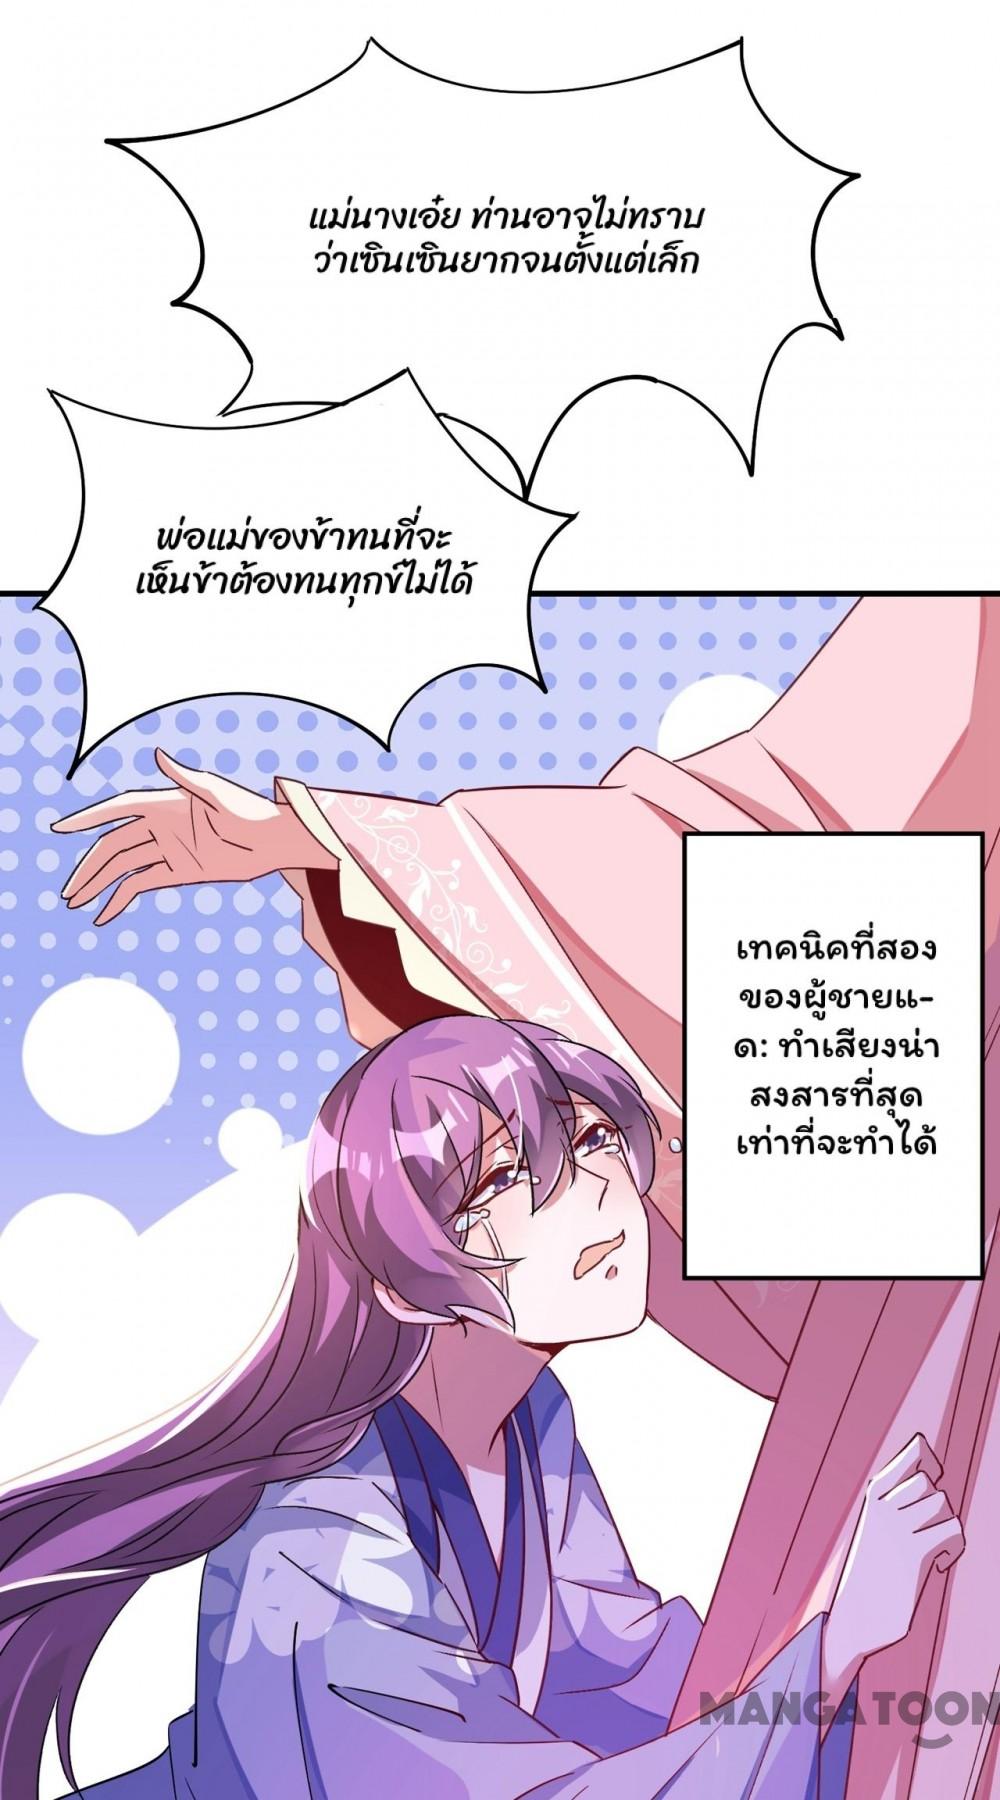 แม่นางเอ๋ย ท่านอาจไม่ทราบ
ว่าเซินเซินยากจนตั้งแต่เล็ก
พ่อแม่ของข้าทนที่จะ
เห็นข้าต้องทนทุกข์ไม่ได้
เทคนิคที่สอง
ของผู้ชายแ-
ด: ทำเสียงน่า
สงสารที่สุด
เท่าที่จะทำได้
MANGATOON